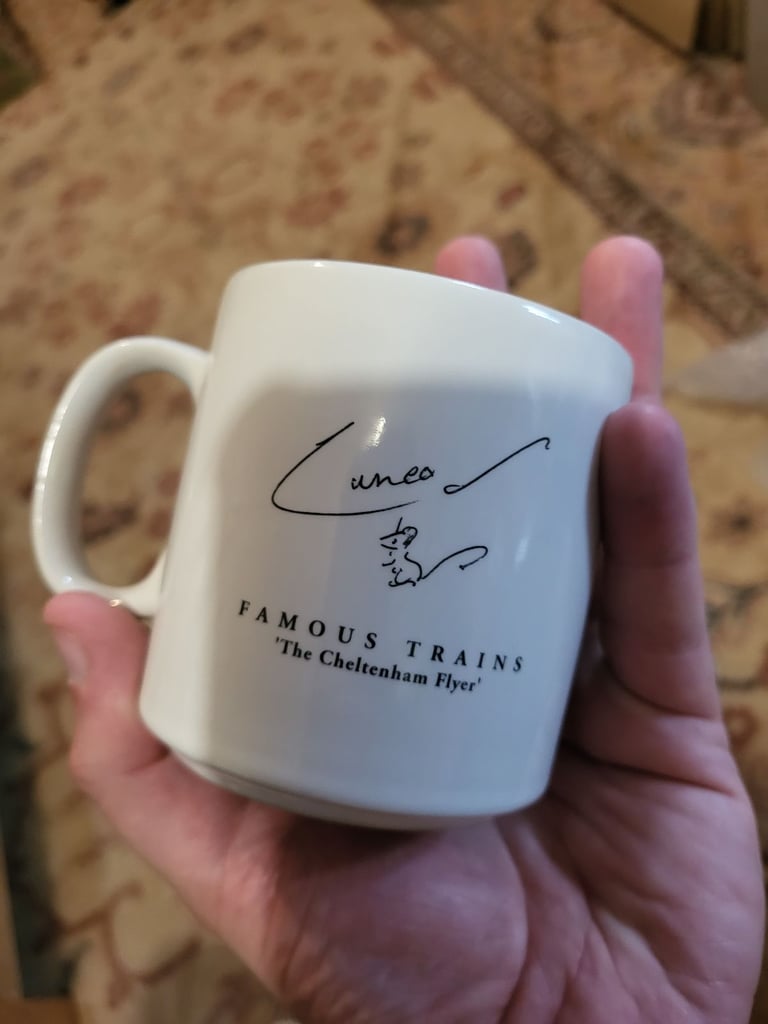 Cuneo
FAMOUS TRAINS
'The Cheltenham Flyer'